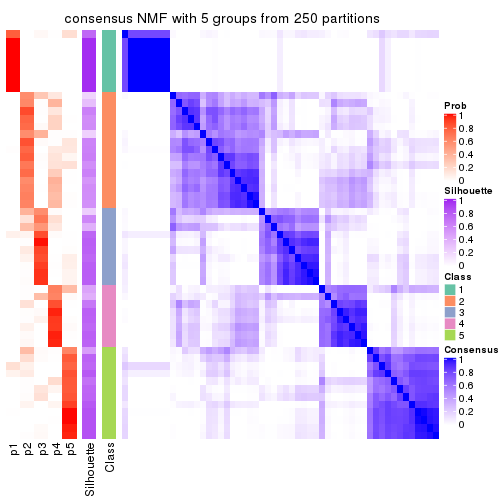 consensus NMF with 5 groups from 250 partitions
Prob
1
0.8
0.6
0.4
0.2
0
Silhouette
1
0.8
0.6
0.4
0.2
0
Class
1
2
3
4
5
Consensus
1
0.8
0.6
0.4
0.2
0
p1
p2
p3
p4
p5
Silhouette
Class